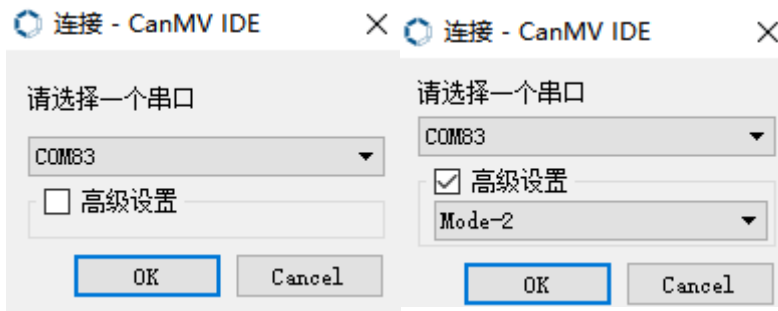 连接 - CanMV IDE
请选择一个串口
COM83
高级设置
OK Cancel
连接 - CanMV IDE
请选择一个串口
COM83
高级设置
Mode-2
OK Cancel